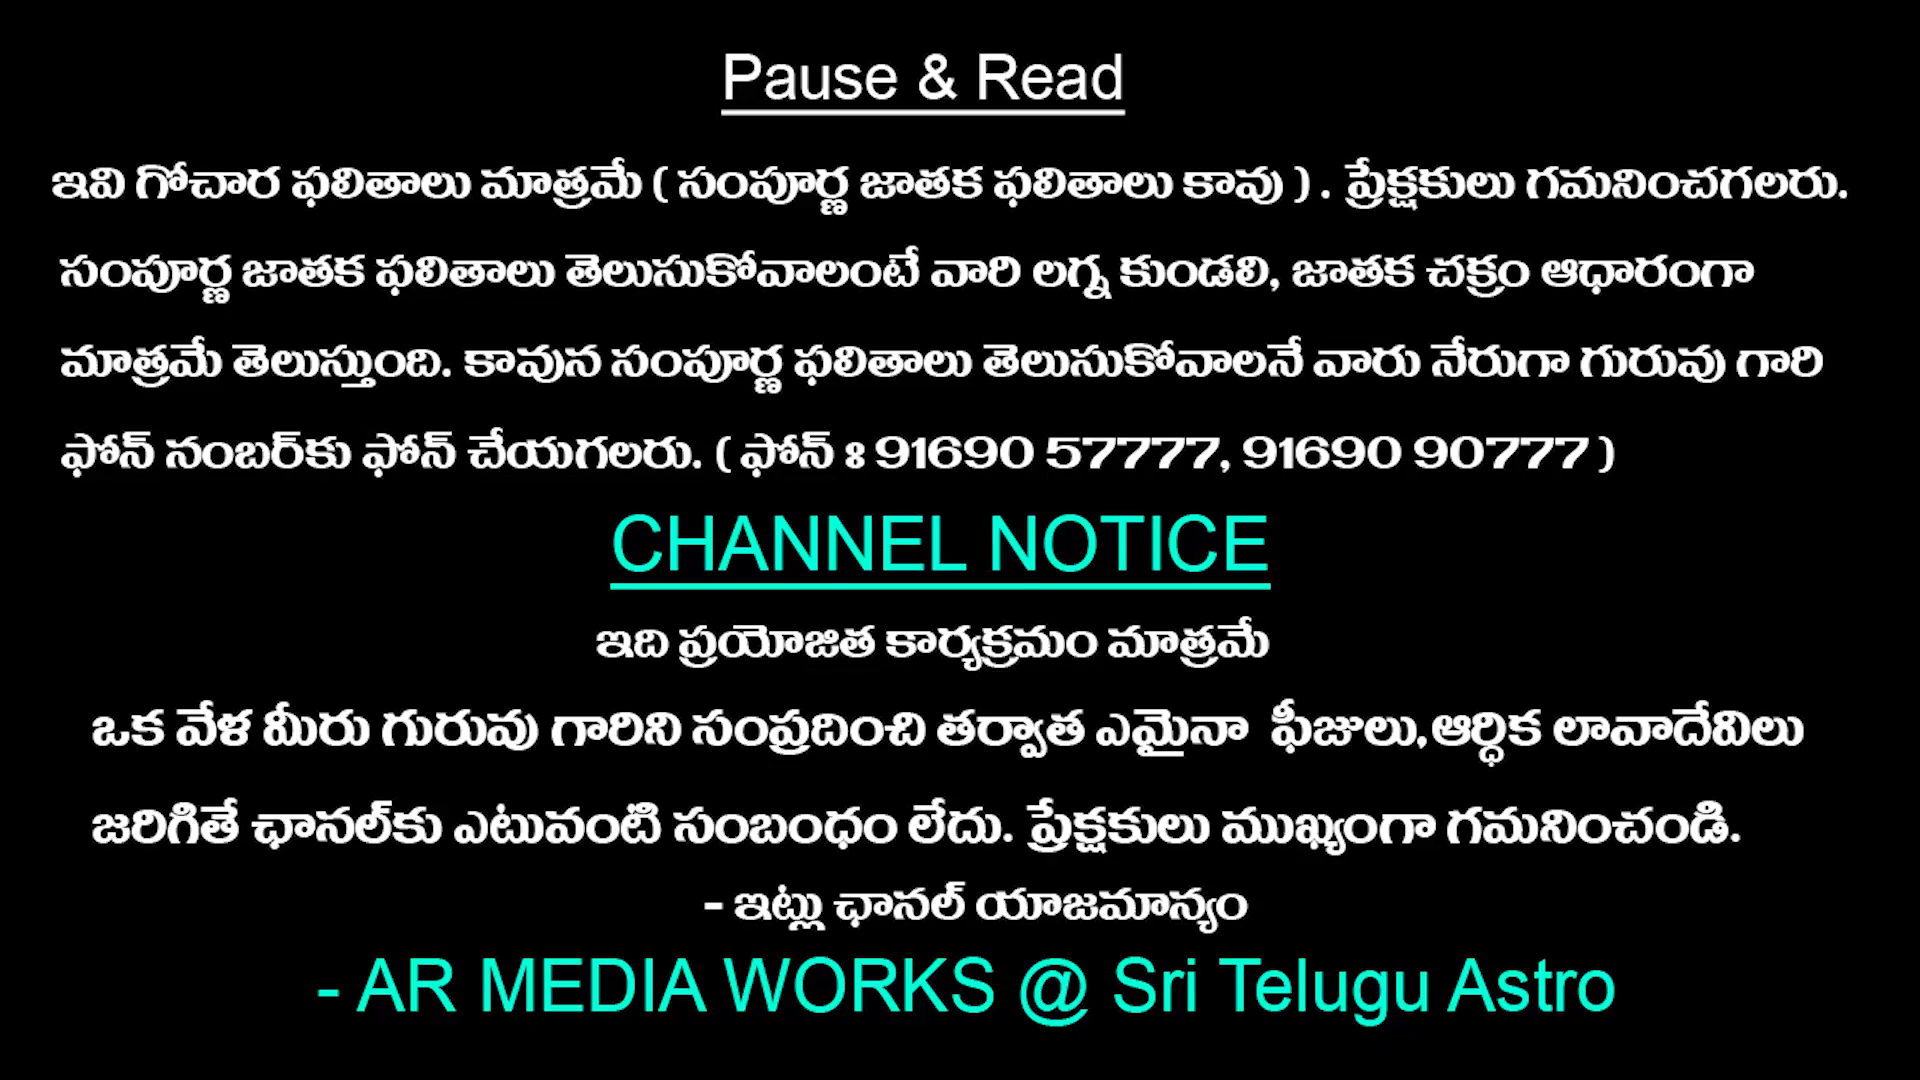 Pause & Read
ఇవి గోచార ఫలితాలు మాత్రమే ( సంపూర్ణ జాతక ఫలితాలు కావు ) . ప్రేక్షకులు గమనించగలరు.
సంపూర్ణ జాతక ఫలితాలు తెలుసుకోవాలంటే వారి లగ్న కుండలి, జాతక చక్రం ఆధారంగా
మాత్రమే తెలుస్తుంది. కావున సంపూర్ణ ఫలితాలు తెలుసుకోవాలనే వారు నేరుగా గురువు గారి
ఫోన్ నంబర్‌కు ఫోన్ చేయగలరు. ( ఫోన్ : 91690 57777, 91690 90777 )
CHANNEL NOTICE
ఇది ప్రయోజిత కార్యక్రమం మాత్రమే
ఒక వేళ మీరు గురువు గారిని సంప్రదించి తర్వాత ఎమైనా ఫీజులు,ఆర్ధిక లావాదేవిలు
జరిగితే ఛానల్‌కు ఎటువంటి సంబంధం లేదు. ప్రేక్షకులు ముఖ్యంగా గమనించండి.
- ఇట్లు ఛానల్ యాజమాన్యం
- AR MEDIA WORKS @ Sri Telugu Astro